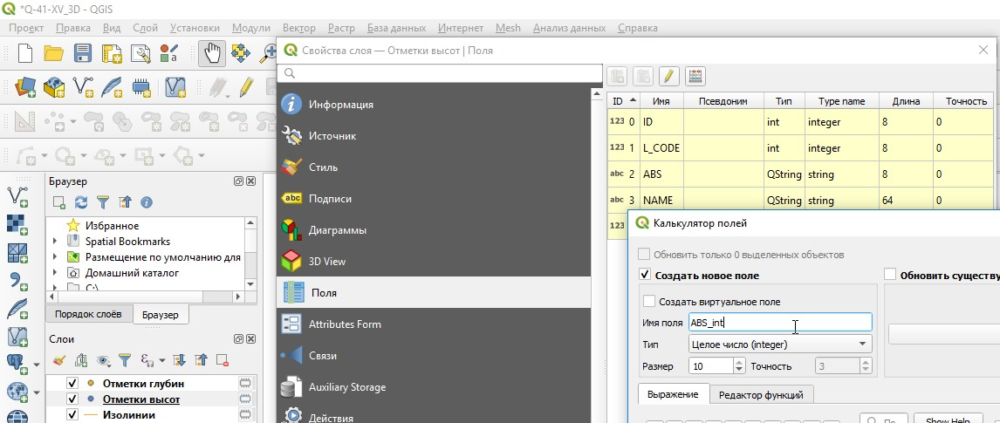 *Q-41-XV_3D - QGIS
Проект Правка Вид Слой Установки Модули Вектор Растр База данных Интернет Mesh Анализ данных Справка
Свойства слоя — Отметки высот | Поля
Информация
Источник
Стиль
abc Подписи
Диаграммы
3D View
Поля
Attributes Form
Связи
Auxiliary Storage
Действия
ID Имя Псевдоним Тип Type name Длина Точность
123 0 ID int integer 8 0
123 1 L_CODE int integer 8 0
abc 2 ABS QString string 8 0
abc 3 NAME QString string 64 0
123
Калькулятор полей
Обновить только 0 выделенных объектов
Создать новое поле
Обновить существу
Создать виртуальное поле
Имя поля ABS_int
Тип Целое число (integer)
Размер 10 Точность 3
Выражение Редактор функций
По... Show Help
Браузер
Избранное
Spatial Bookmarks
Размещение по умолчанию для
Домашний каталог
C:\
Порядок слоёв Браузер
Слои
Отметки глубин
Отметки высот
Изолинии